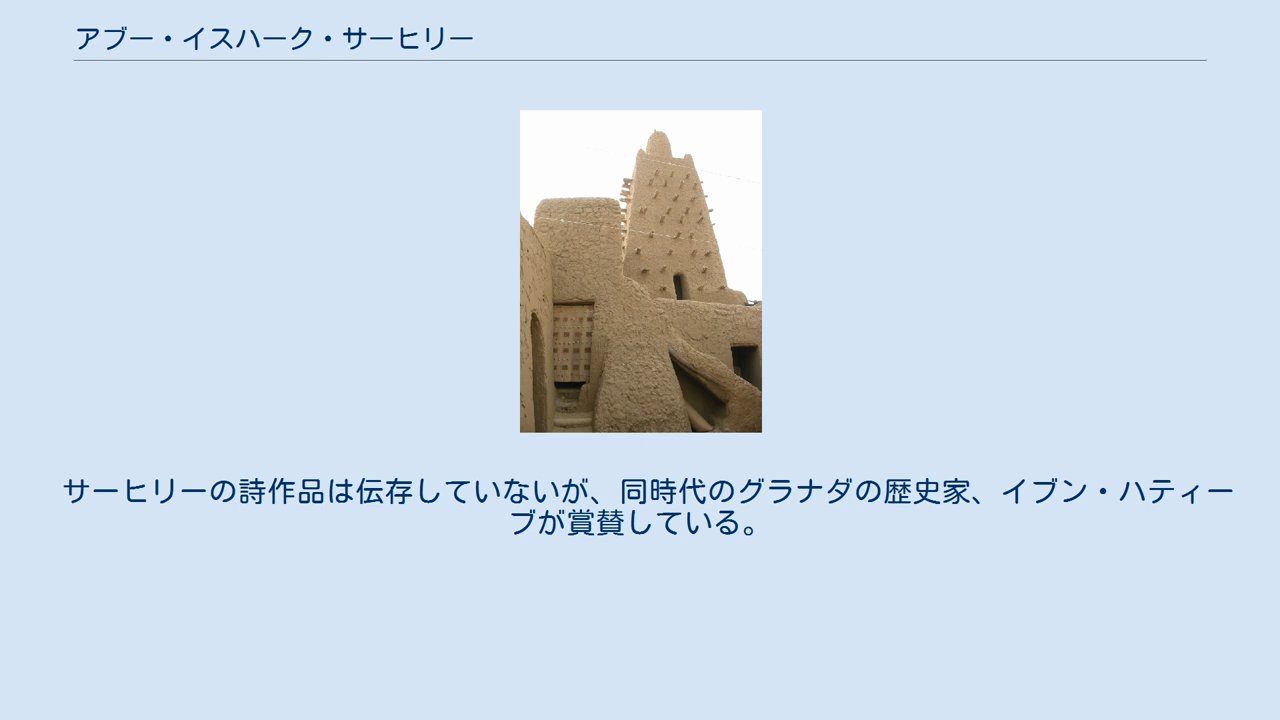 アブー・イスハーク・サーヒリー
サーヒリーの詩作品は伝存していないが、同時代のグラナダの歴史家、イブン・ハティー
ブが賞賛している。